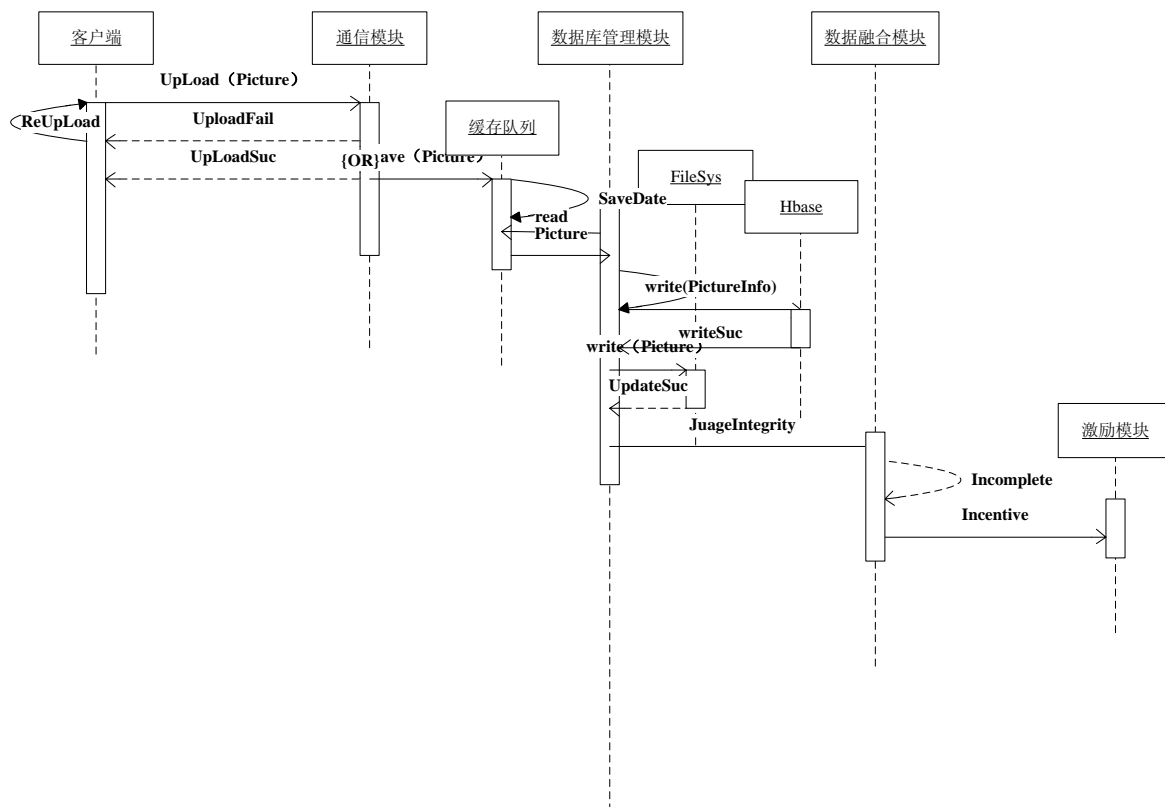 客户端
通信模块
数据库管理模块
数据融合模块
UpLoad（Picture）
ReUpLoad
UploadFail
缓存队列
UpLoadSuc
{OR}
ave（Picture）
FileSys
SaveDate
Hbase
read
Picture
write(PictureInfo)
writeSuc
write（Picture）
UpdateSuc
JuageIntegrity
激励模块
Incomplete
Incentive